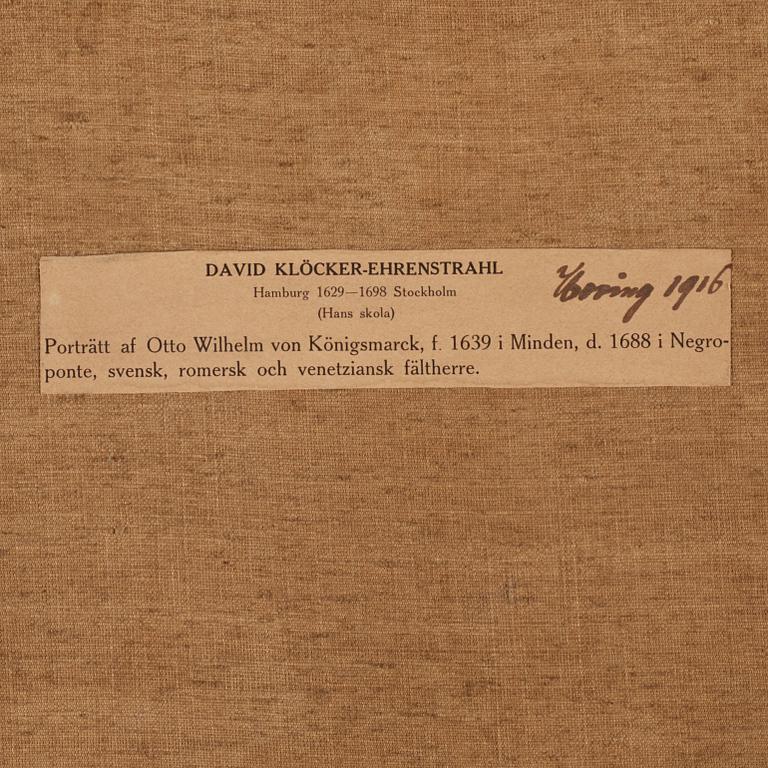 DAVID KLÖCKER-EHRENSTRAHL
Hamburg 1629—1698 Stockholm
(Hans skola)
1916
Porträtt af Otto Wilhelm von Königsmarck, f. 1639 i Minden, d. 1688 i Negro-
ponte, svensk, romersk och venetziansk fältherre.